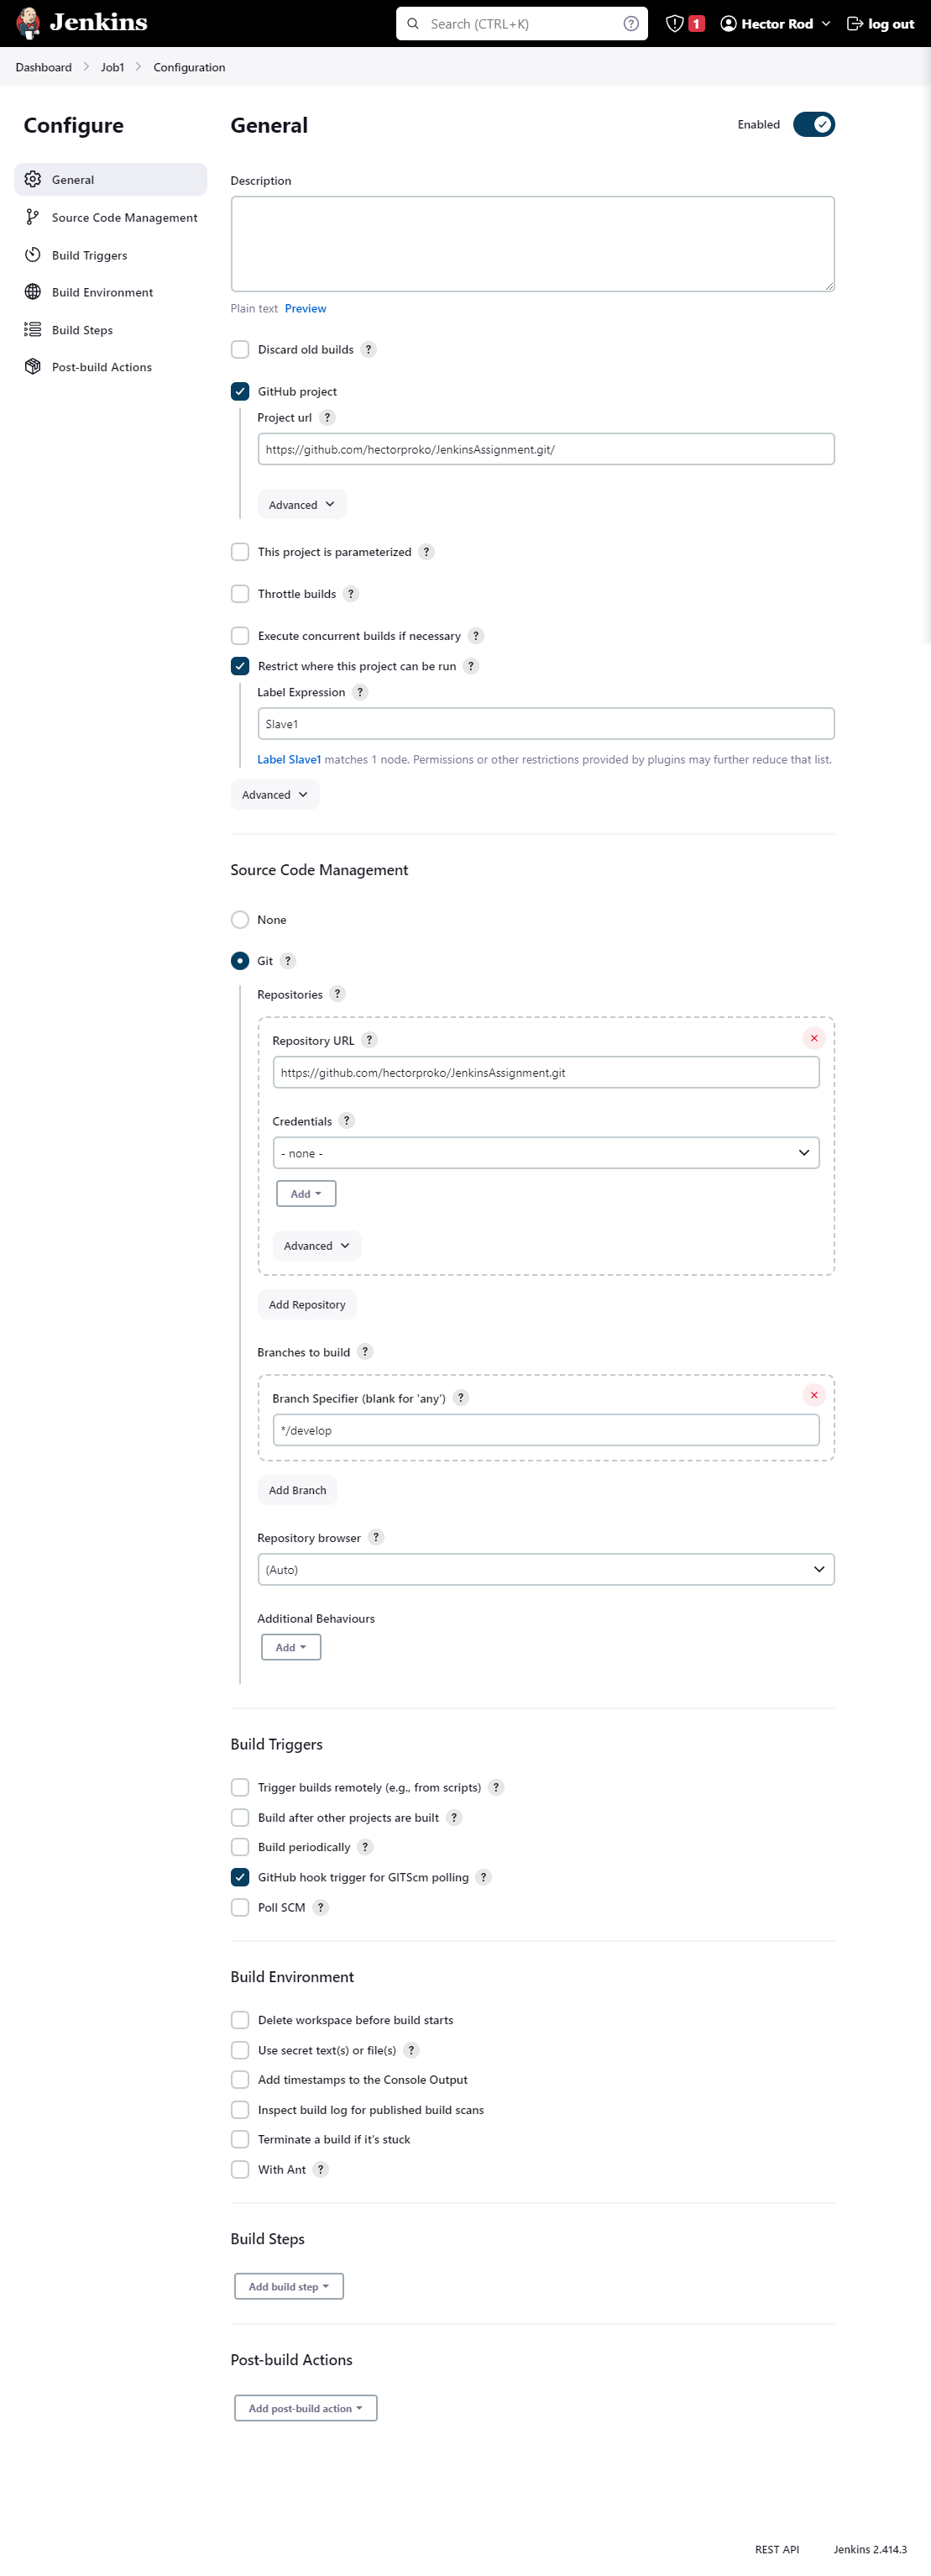 Jenkins
Search (CTRL+K)
1
Hector Rod
log out
Dashboard
Job1
Configuration
Configure
General
Source Code Management
Build Triggers
Build Environment
Build Steps
Post-build Actions
General
Enabled
Description
Plain text Preview
Discard old builds ?
GitHub project
Project url ?
https://github.com/hectorproko/JenkinsAssignment.git/
Advanced
This project is parameterized ?
Throttle builds ?
Execute concurrent builds if necessary ?
Restrict where this project can be run ?
Label Expression ?
Slave1
Label Slave1 matches 1 node. Permissions or other restrictions provided by plugins may further reduce that list.
Advanced
Source Code Management
None
Git ?
Repositories ?
Repository URL ?
https://github.com/hectorproko/JenkinsAssignment.git
Credentials ?
- none -
Add
Advanced
Add Repository
Branches to build ?
Branch Specifier (blank for 'any') ?
*/develop
Add Branch
Repository browser ?
(Auto)
Additional Behaviours
Add
Build Triggers
Trigger builds remotely (e.g., from scripts) ?
Build after other projects are built ?
Build periodically ?
GitHub hook trigger for GITScm polling ?
Poll SCM ?
Build Environment
Delete workspace before build starts
Use secret text(s) or file(s) ?
Add timestamps to the Console Output
Inspect build log for published build scans
Terminate a build if it's stuck
With Ant ?
Build Steps
Add build step
Post-build Actions
Add post-build action
REST API
Jenkins 2.414.3